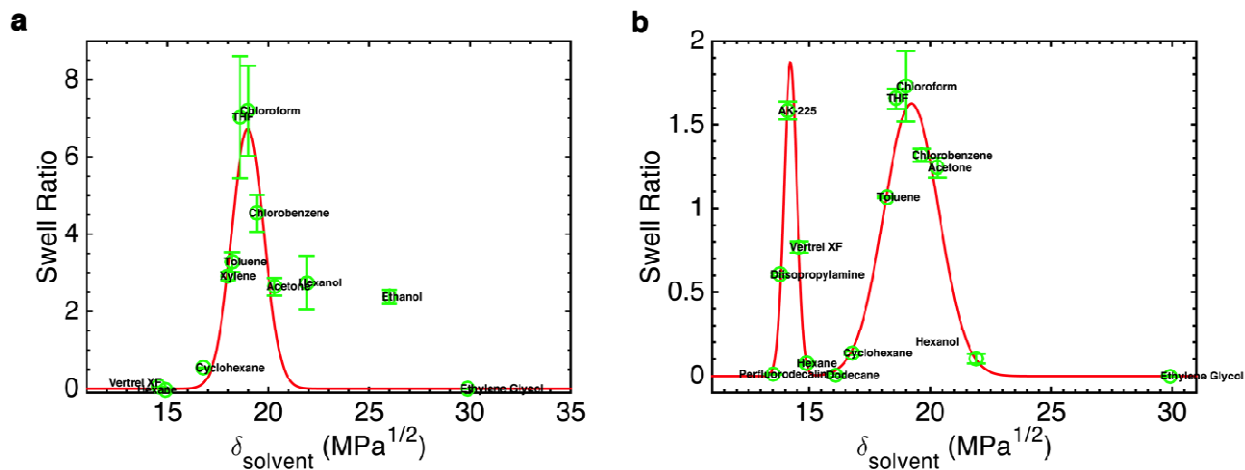 a
8
6
4
2
0
Swell Ratio
Chloroform
THF
Chlorobenzene
Toluene
Xylene
Acetone
Hexanol
Ethanol
Cyclohexane
Vertrel XF
Hexane
Ethylene Glysol
15
20
25
30
35
δsolvent (MPa1/2)
b
2
1.5
1
0.5
0
Swell Ratio
AK-225
Chloroform
THF
Chlorobenzene
Acetone
Toluene
Vertrel XF
Diisopropylamine
Hexanol
Cyclohexane
Hexane
Perfluorodecalin
Dodecane
Ethylene Glycol
15
20
25
30
δsolvent (MPa1/2)